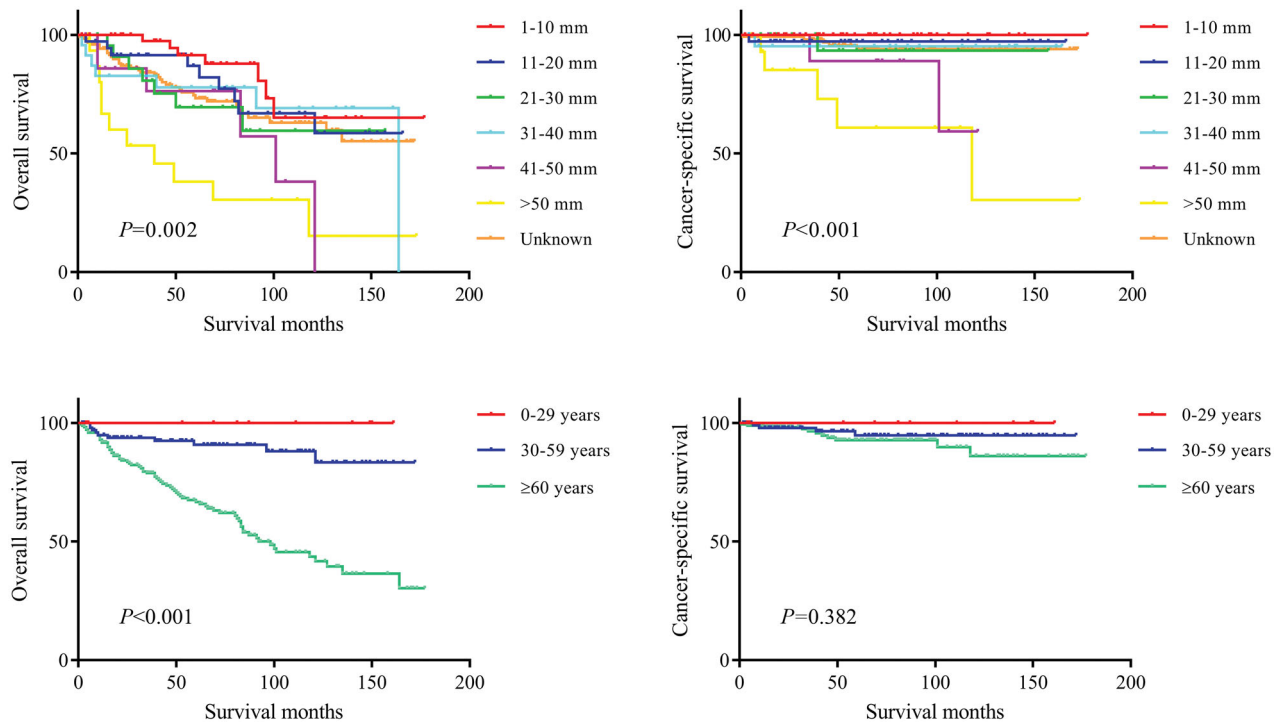 Overall survival
100
50
0
0 50 100 150 200
Survival months
P=0.002
1-10 mm
11-20 mm
21-30 mm
31-40 mm
41-50 mm
>50 mm
Unknown
Cancer-specific survival
100
50
0
0 50 100 150 200
Survival months
P<0.001
1-10 mm
11-20 mm
21-30 mm
31-40 mm
41-50 mm
>50 mm
Unknown
Overall survival
100
50
0
0 50 100 150 200
Survival months
P<0.001
0-29 years
30-59 years
≥60 years
Cancer-specific survival
100
50
0
0 50 100 150 200
Survival months
P=0.382
0-29 years
30-59 years
≥60 years